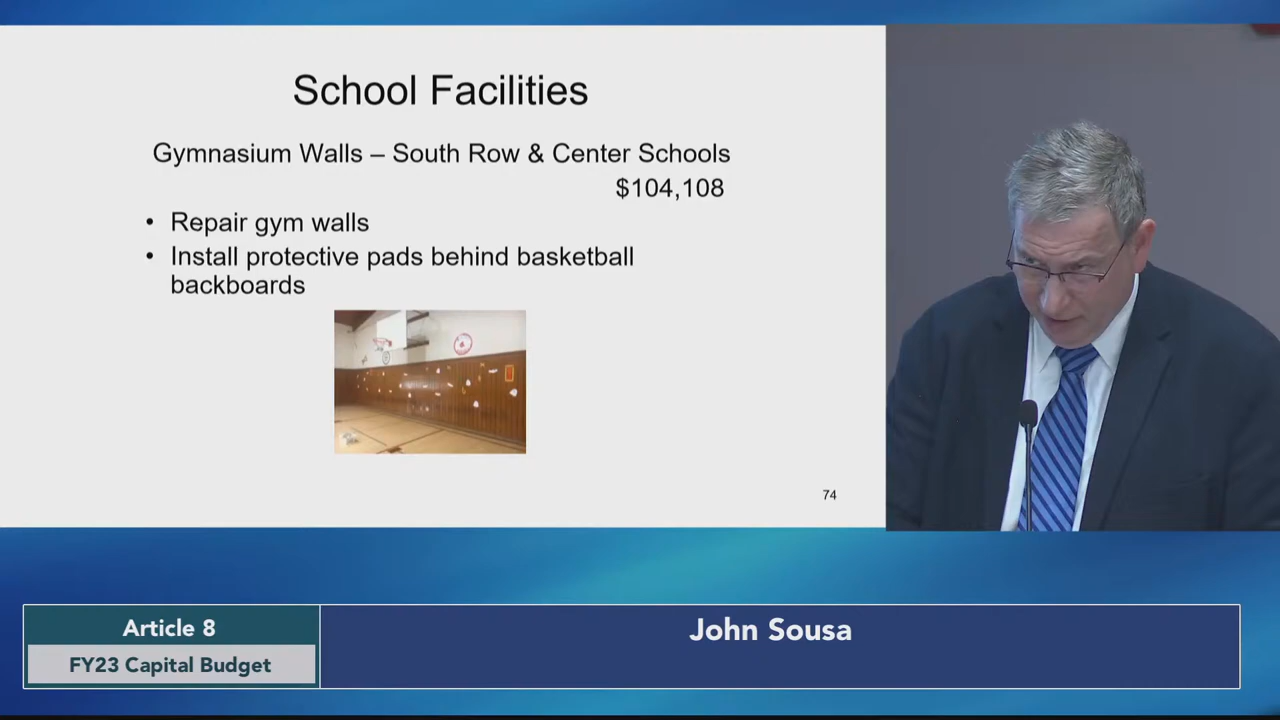 School Facilities
Gymnasium Walls – South Row & Center Schools
$104,108
• Repair gym walls
• Install protective pads behind basketball
backboards
74
Article 8
FY23 Capital Budget
John Sousa